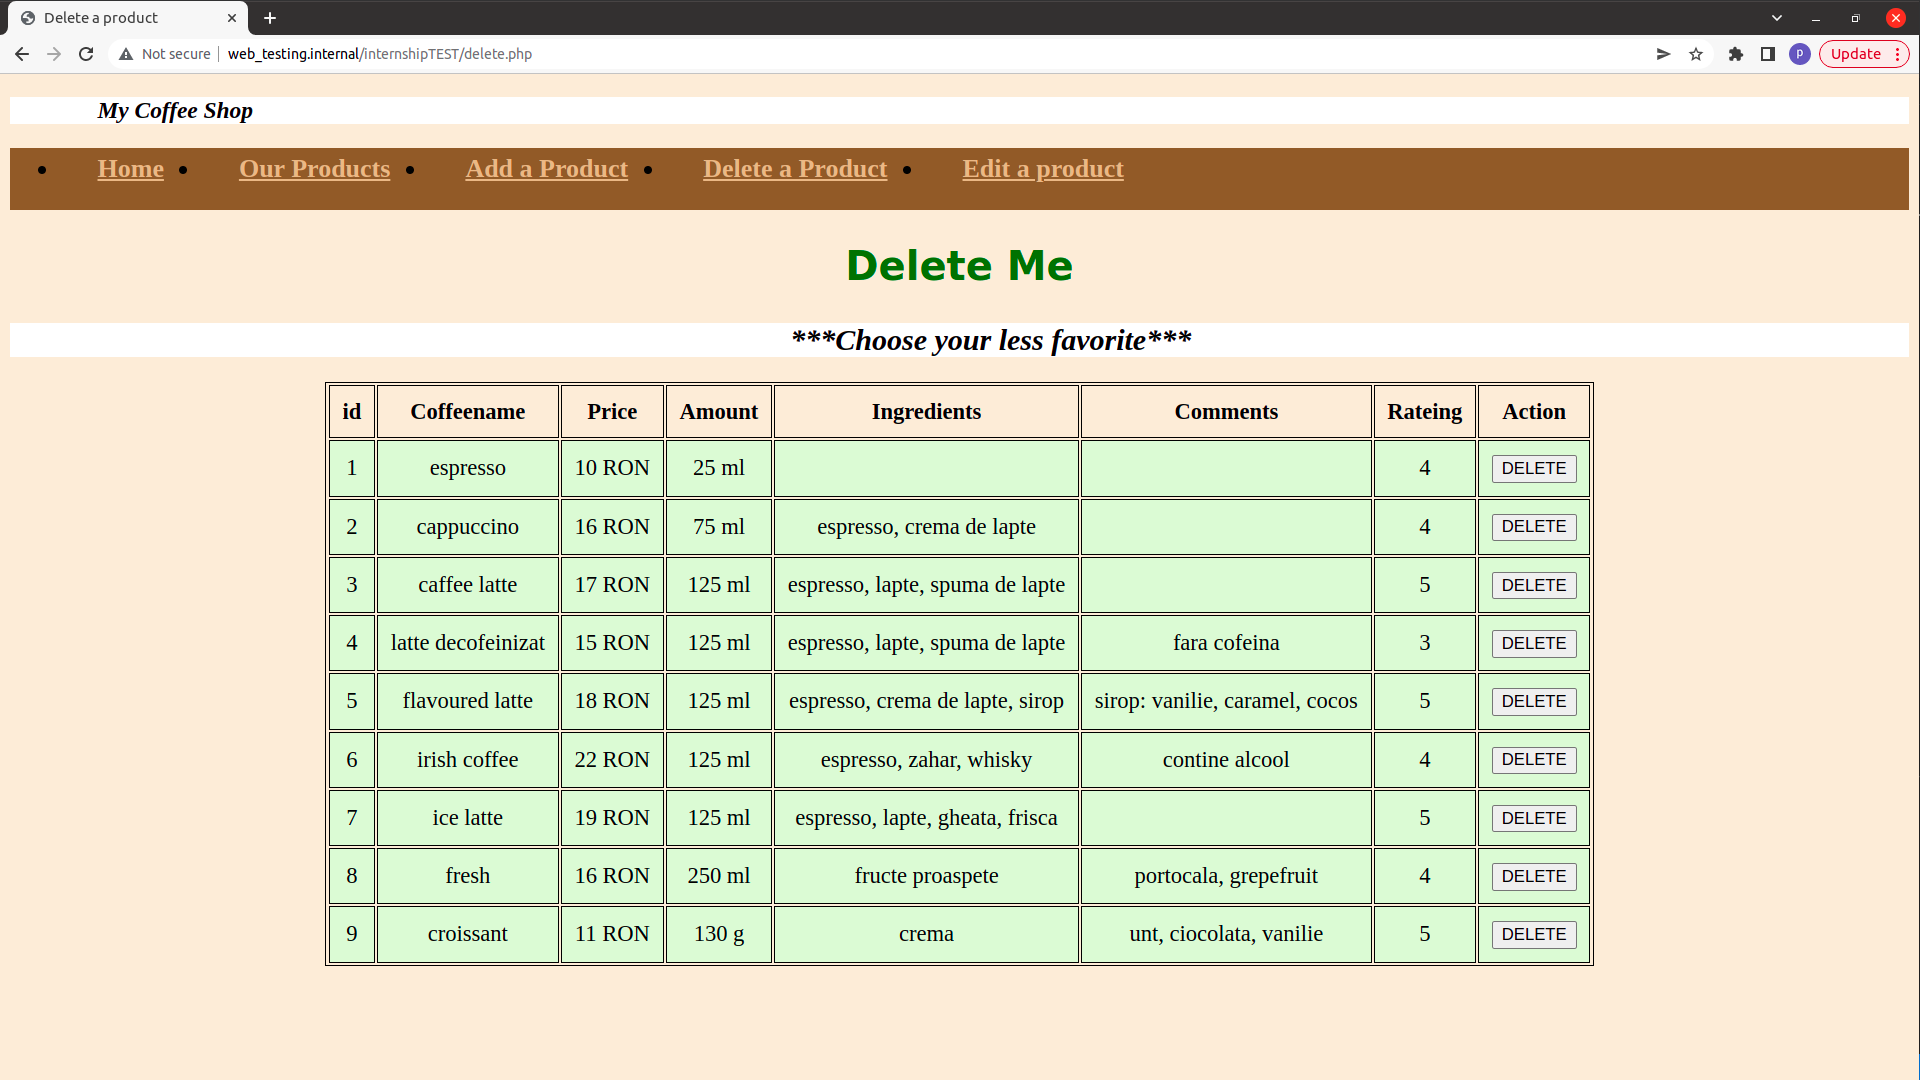 Delete a product
Not secure web_testing.internal/internshipTEST/delete.php P Update
My Coffee Shop
Home Our Products Add a Product Delete a Product Edit a product
Delete Me
***Choose your less favorite***
id Coffeename Price Amount Ingredients Comments Rateing Action
1 espresso 10 RON 25 ml 4 DELETE
2 cappuccino 16 RON 75 ml espresso, crema de lapte 4 DELETE
3 caffee latte 17 RON 125 ml espresso, lapte, spuma de lapte 5 DELETE
4 latte decofeinizat 15 RON 125 ml espresso, lapte, spuma de lapte fara cofeina 3 DELETE
5 flavoured latte 18 RON 125 ml espresso, crema de lapte, sirop sirop: vanilie, caramel, cocos 5 DELETE
6 irish coffee 22 RON 125 ml espresso, zahar, whisky contine alcool 4 DELETE
7 ice latte 19 RON 125 ml espresso, lapte, gheata, frisca 5 DELETE
8 fresh 16 RON 250 ml fructe proaspete portocala, grepefruit 4 DELETE
9 croissant 11 RON 130 g crema unt, ciocolata, vanilie 5 DELETE